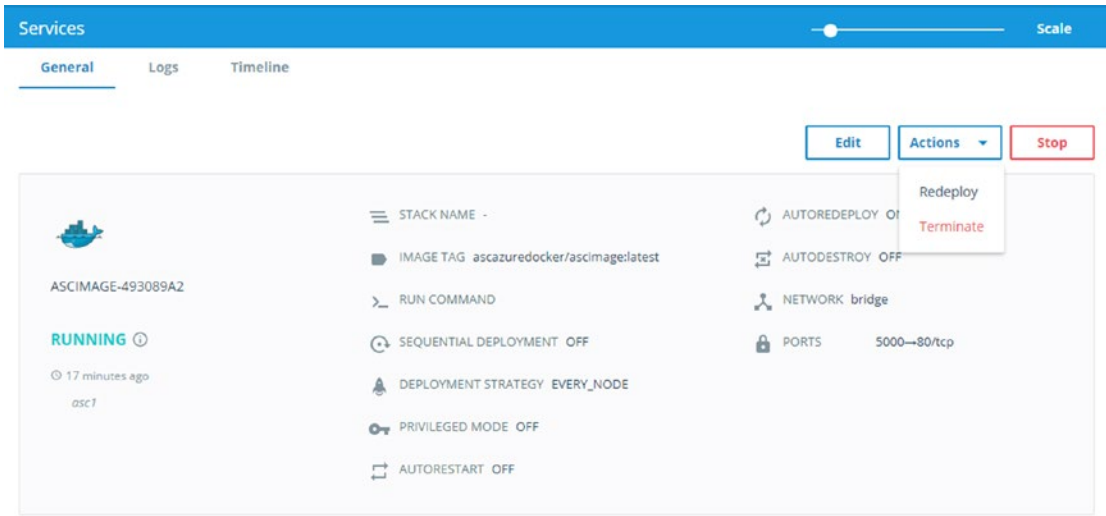 Services
Scale
General
Logs
Timeline
Edit
Actions
Stop
Redeploy
Terminate
ASCIMAGE-493089A2
RUNNING
17 minutes ago
asc1
STACK NAME -
IMAGE TAG ascazuredocker/ascimage:latest
RUN COMMAND
SEQUENTIAL DEPLOYMENT OFF
DEPLOYMENT STRATEGY EVERY_NODE
PRIVILEGED MODE OFF
AUTORESTART OFF
AUTOREDEPLOY
AUTODESTROY OFF
NETWORK bridge
PORTS 5000→80/tcp